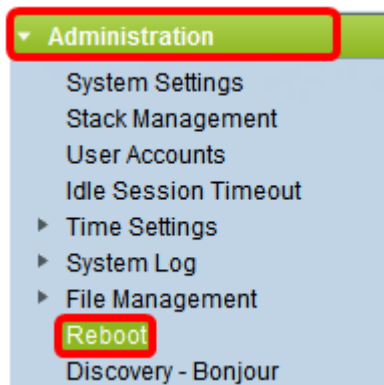 Administration
System Settings
Stack Management
User Accounts
Idle Session Timeout
Time Settings
System Log
File Management
Reboot
Discovery - Bonjour